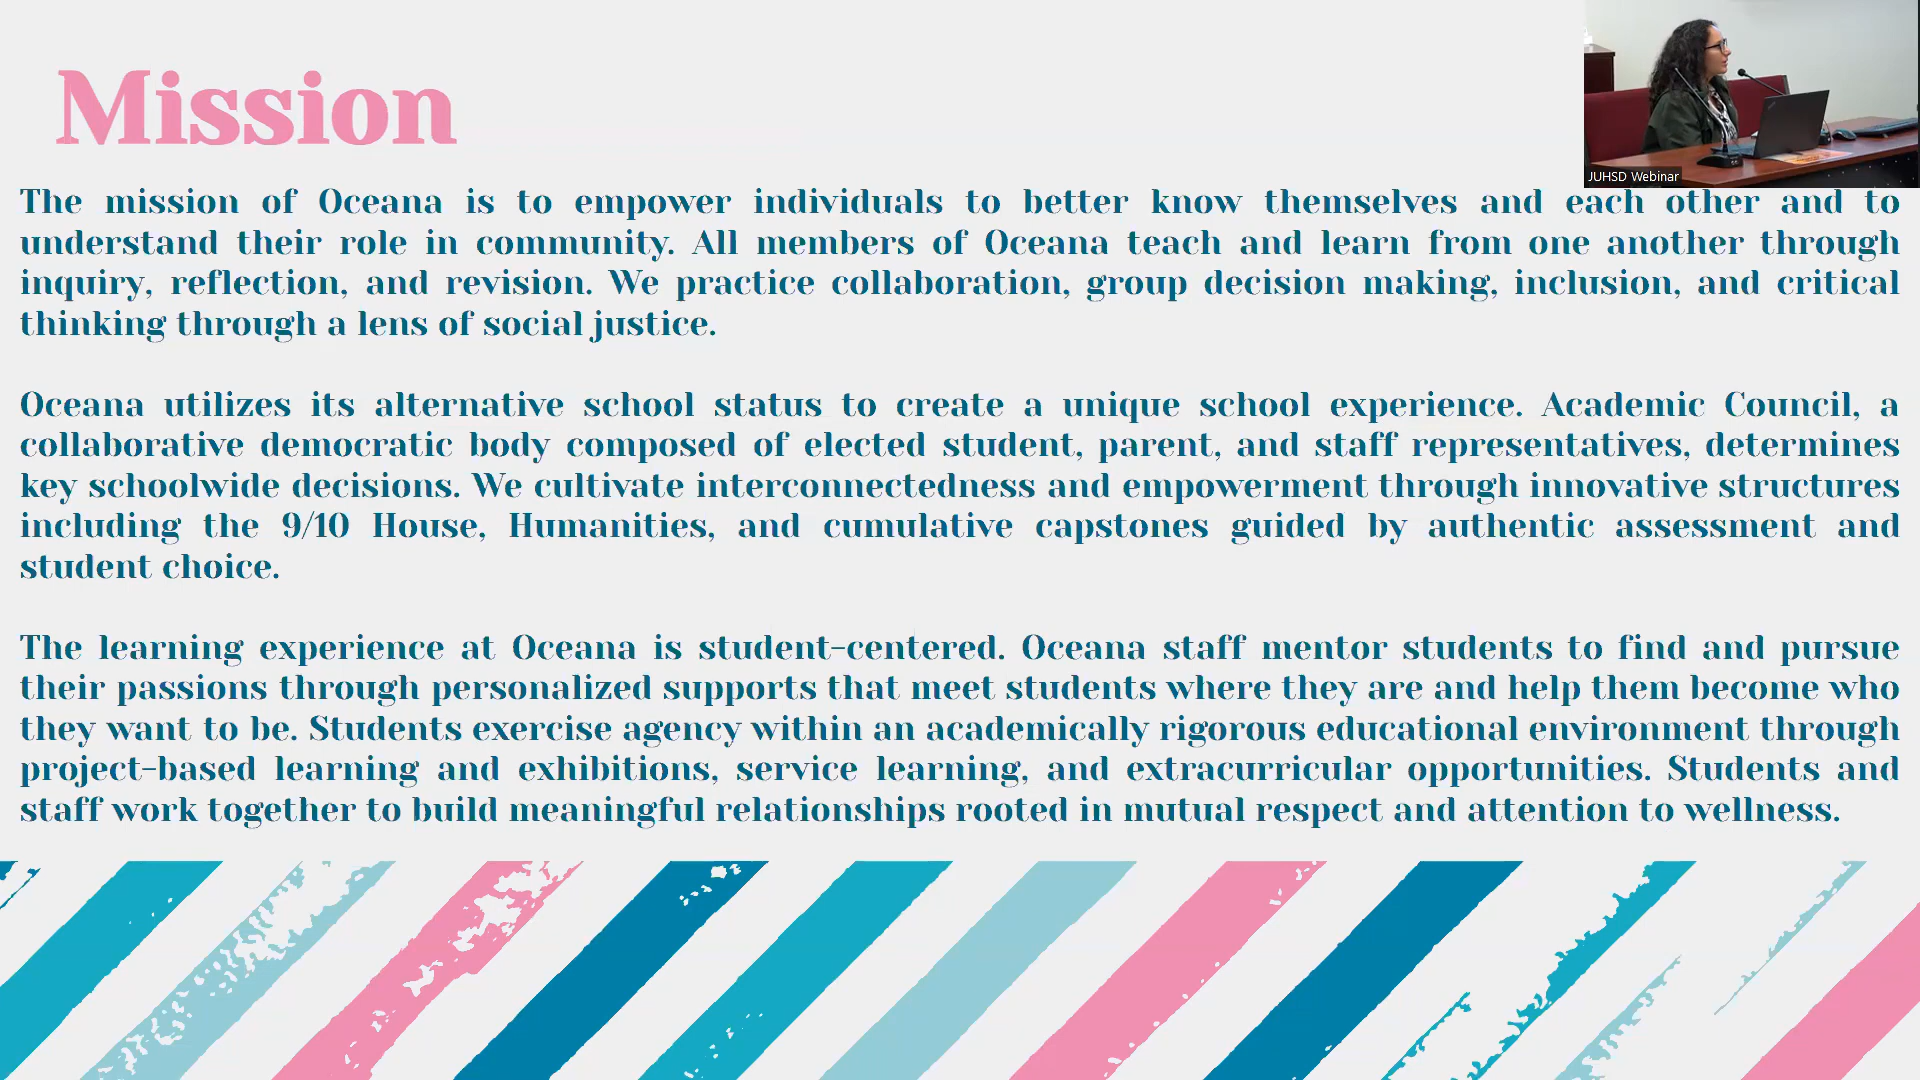 Mission
JUHSD Webinar
The mission of Oceana is to empower individuals to better know themselves and each other and to
understand their role in community. All members of Oceana teach and learn from one another through
inquiry, reflection, and revision. We practice collaboration, group decision making, inclusion, and critical
thinking through a lens of social justice.
Oceana utilizes its alternative school status to create a unique school experience. Academic Council, a
collaborative democratic body composed of elected student, parent, and staff representatives, determines
key schoolwide decisions. We cultivate interconnectedness and empowerment through innovative structures
including the 9/10 House, Humanities, and cumulative capstones guided by authentic assessment and
student choice.
The learning experience at Oceana is student-centered. Oceana staff mentor students to find and pursue
their passions through personalized supports that meet students where they are and help them become who
they want to be. Students exercise agency within an academically rigorous educational environment through
project-based learning and exhibitions, service learning, and extracurricular opportunities. Students and
staff work together to build meaningful relationships rooted in mutual respect and attention to wellness.